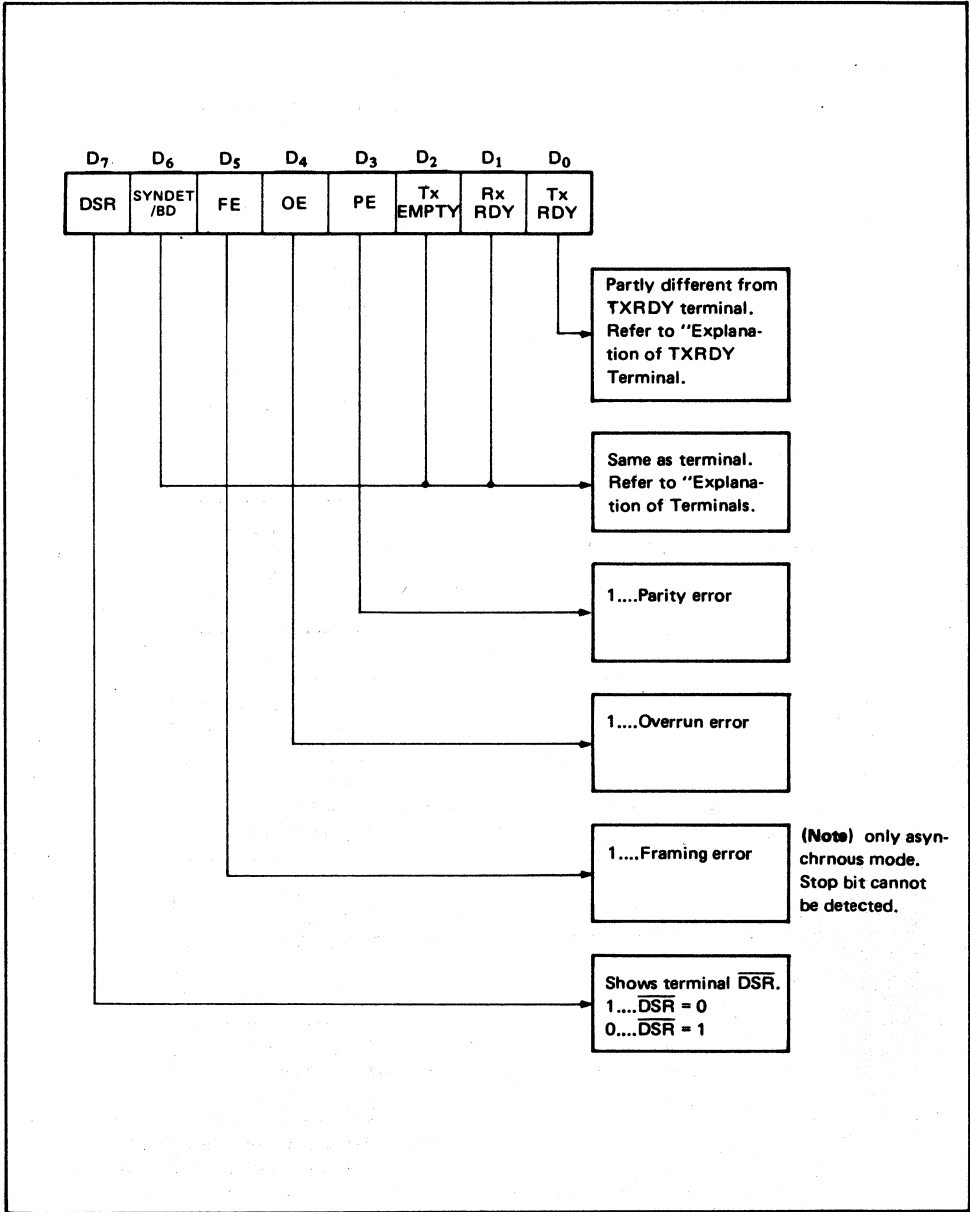 D7 D6 D5 D4 D3 D2 D1 D0
DSR SYNDET/BD FE OE PE Tx EMPTY Rx RDY Tx RDY
Partly different from
TXRDY terminal.
Refer to "Explana-
tion of TXRDY
Terminal.
Same as terminal.
Refer to "Explana-
tion of Terminals.
1....Parity error
1....Overrun error
1....Framing error
(Note) only asyn-
chrnous mode.
Stop bit cannot
be detected.
Shows terminal D̅S̅R̅.
1....D̅S̅R̅ = 0
0....D̅S̅R̅ = 1